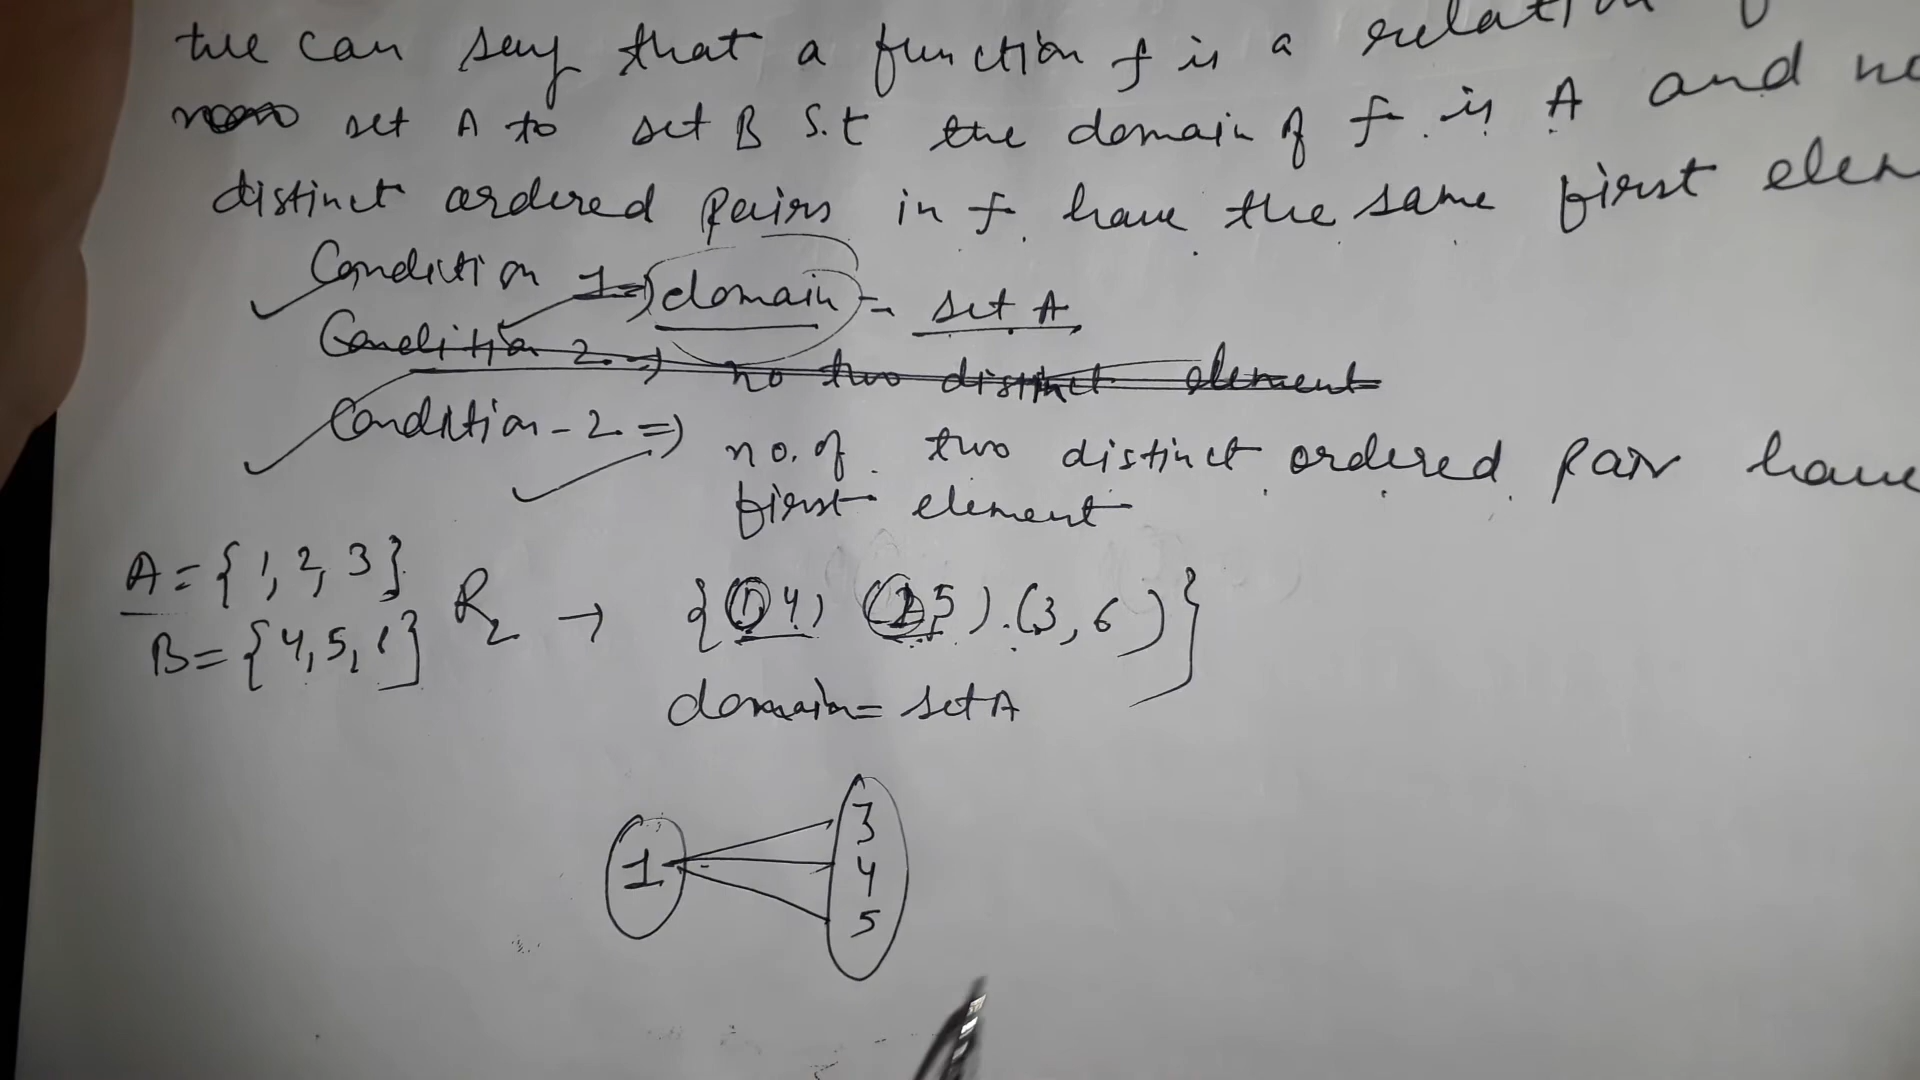 we can say that a function f is a relation
set A to set B s.t the domain of f is A and no
distinct ordered pairs in f have the same first elem
Condition 1 => domain = set A
Condition 2 => no two distinct element
Condition - 2 => no. of two distinct ordered pair have
first element
A = {1, 2, 3}
B = {4, 5, 1}
R2 → {(1, 4) (2, 5), (3, 6)}
domain = set A
3
1 4
5